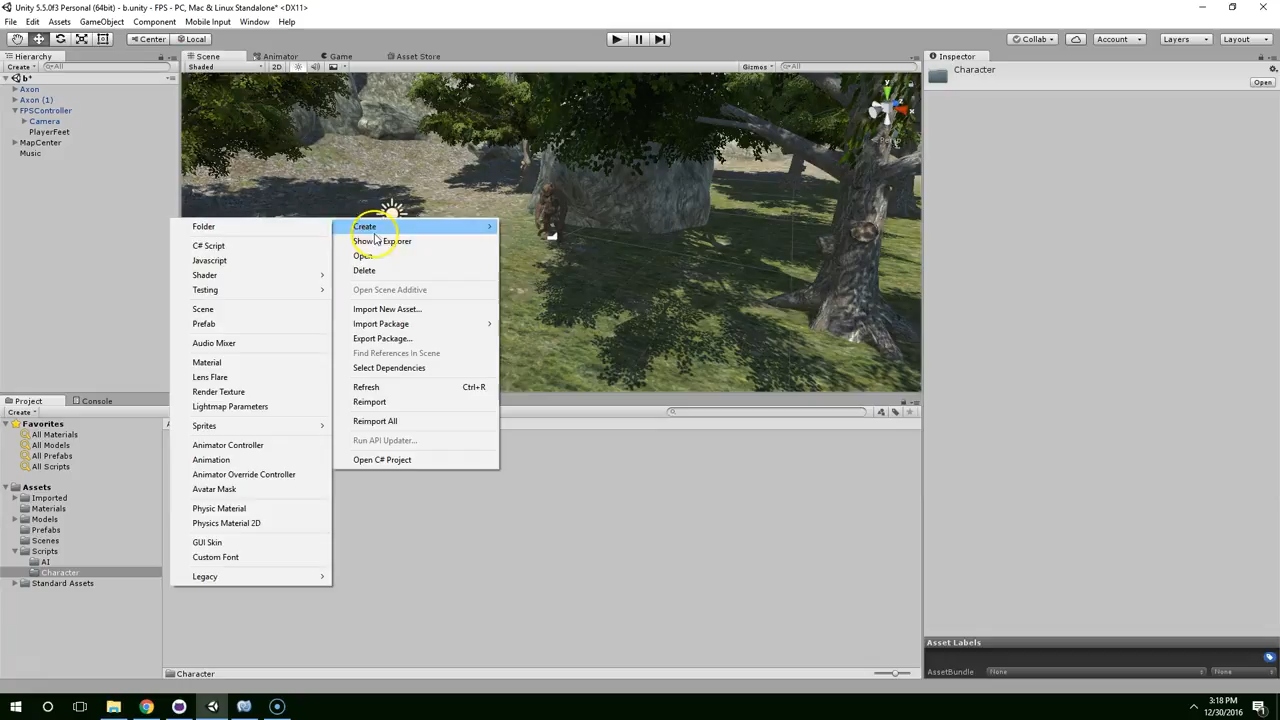 Unity 5.5.0f3 Personal (64bit) - b.unity - FPS - PC, Mac & Linux Standalone* <DX11>
File Edit Assets GameObject Component Mobile Input Window Help
Center Local Collab Account Layers Layout
Hierarchy
Create All
b*
Axon
Axon (1)
FPSController
Camera
PlayerFeet
MapCenter
Music
Scene Animator Game Asset Store
Shaded 2D Gizmos All
y
z
x
Persp
Inspector
Character
Open
Folder
C# Script
Javascript
Shader
Testing
Scene
Prefab
Audio Mixer
Material
Lens Flare
Render Texture
Lightmap Parameters
Sprites
Animator Controller
Animation
Animator Override Controller
Avatar Mask
Physic Material
Physics Material 2D
GUI Skin
Custom Font
Legacy
Create
Show in Explorer
Open
Delete
Open Scene Additive
Import New Asset...
Import Package
Export Package...
Find References In Scene
Select Dependencies
Refresh Ctrl+R
Reimport
Reimport All
Run API Updater...
Open C# Project
Project Console
Create
Favorites
All Materials
All Models
All Prefabs
All Scripts
Assets
Imported
Materials
Models
Prefabs
Scenes
Scripts
AI
Character
Standard Assets
Character
Asset Labels
AssetBundle None None
3:18 PM
12/30/2016